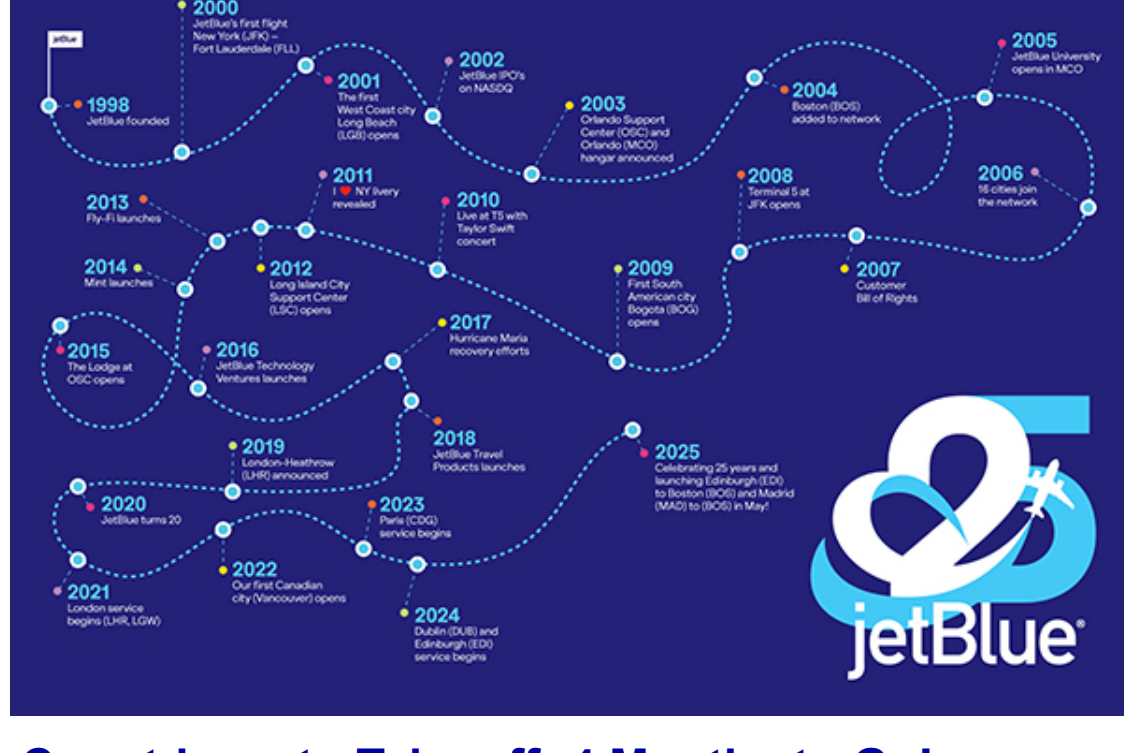 2000
JetBlue's first flight
New York (JFK) –
Fort Lauderdale (FLL)
jetBlue
1998
JetBlue founded
2001
The first
West Coast city
Long Beach
(LGB) opens
2002
JetBlue IPO's
on NASDQ
2003
Orlando Support
Center (OSC) and
Orlando (MCO)
hangar announced
2004
Boston (BOS)
added to network
2005
JetBlue University
opens in MCO
2006
16 cities join
the network
2007
Customer
Bill of Rights
2008
Terminal 5 at
JFK opens
2009
First South
American city
Bogota (BOG)
opens
2010
Live at T5 with
Taylor Swift
concert
2011
I ❤ NY livery
revealed
2012
Long Island City
Support Center
(LSC) opens
2013
Fly-Fi launches
2014
Mint launches
2015
The Lodge at
OSC opens
2016
JetBlue Technology
Ventures launches
2017
Hurricane Maria
recovery efforts
2018
JetBlue Travel
Products launches
2019
London-Heathrow
(LHR) announced
2020
JetBlue turns 20
2021
London service
begins (LHR, LGW)
2022
Our first Canadian
city (Vancouver) opens
2023
Paris (CDG)
service begins
2024
Dublin (DUB) and
Edinburgh (EDI)
service begins
2025
Celebrating 25 years and
launching Edinburgh (EDI)
to Boston (BOS) and Madrid
(MAD) to (BOS) in May!
25
jetBlue®